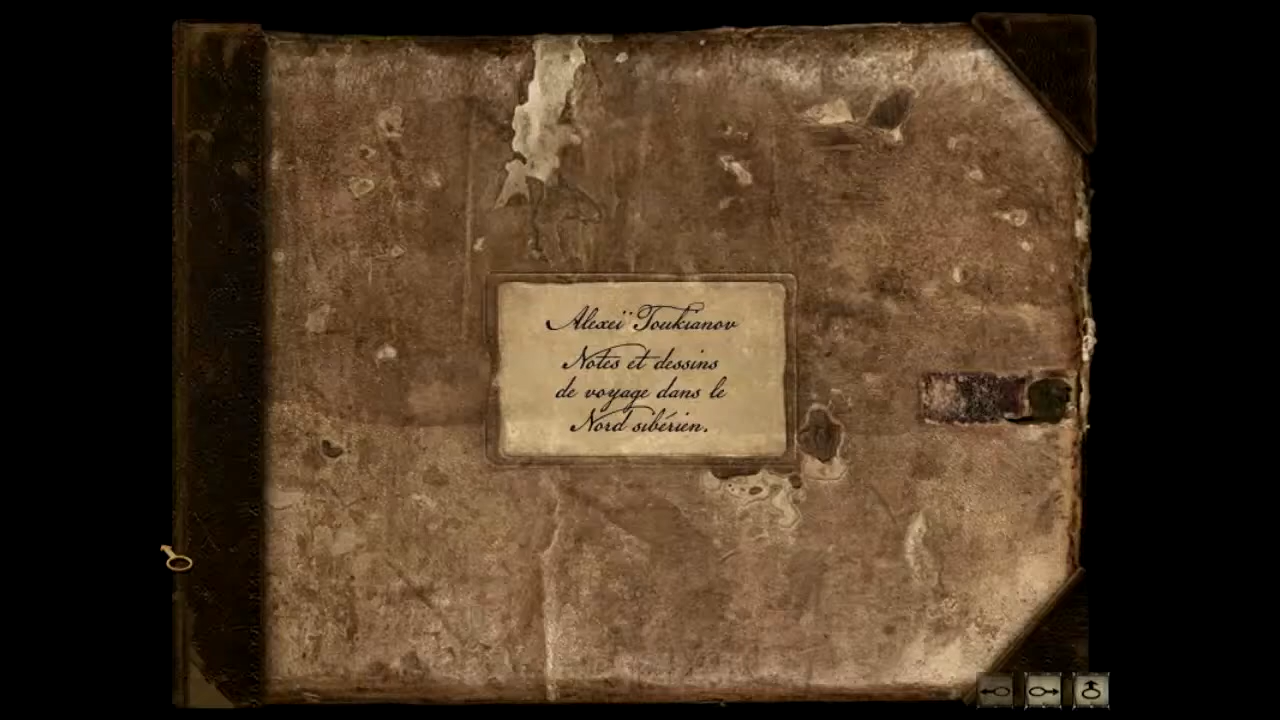 Alexeï Toukianov
Notes et dessins
de voyage dans le
Nord sibérien.